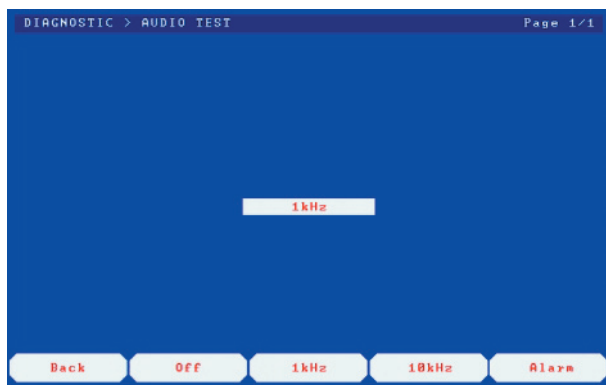 DIAGNOSTIC > AUDIO TEST Page 1/1
1kHz
Back Off 1kHz 10kHz Alarm